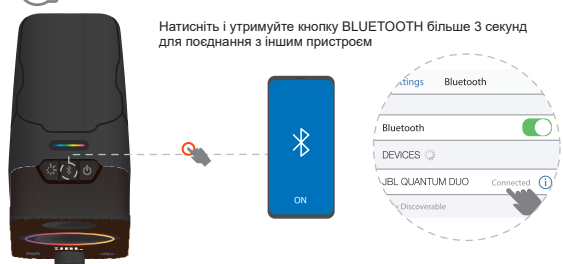 Натисніть і утримуйте кнопку BLUETOOTH більше 3 секунд
для поєднання з іншим пристроєм
Bluetooth
Bluetooth
DEVICES
JBL QUANTUM DUO Connected
Discoverable
ON